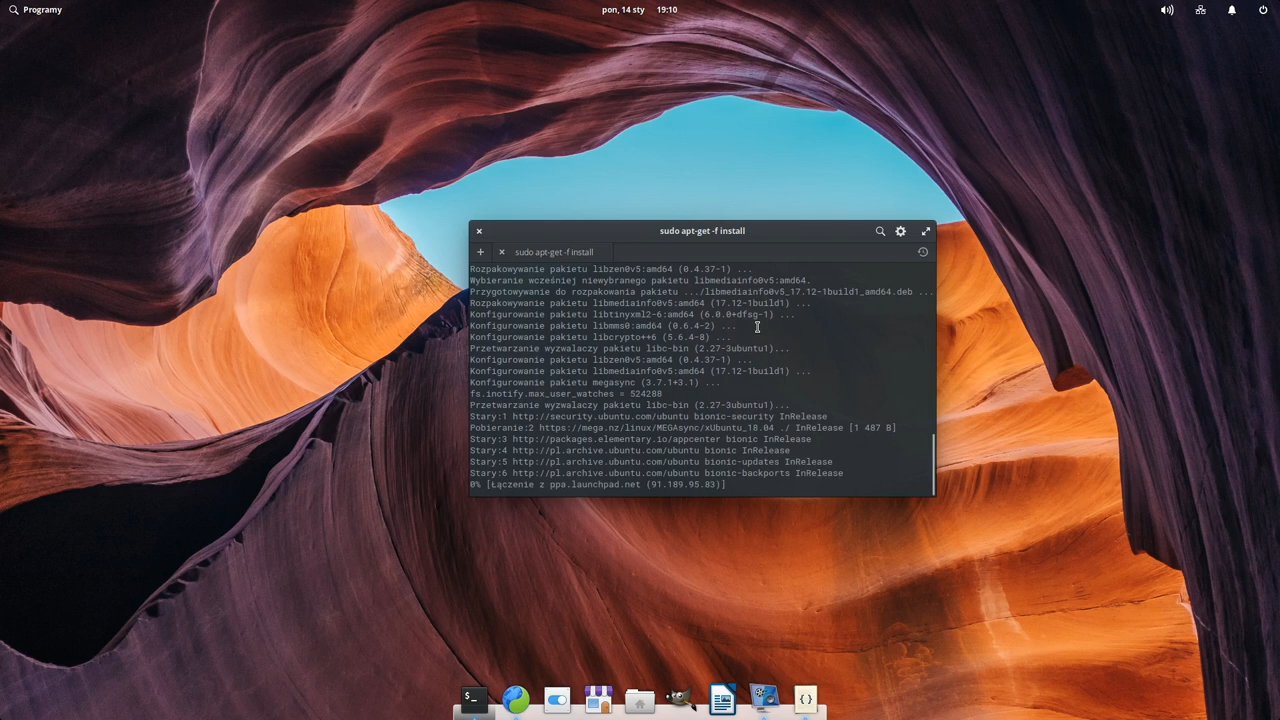 Programy
pon, 14 sty 19:10
sudo apt-get -f install
sudo apt-get -f install
Rozpakowywanie pakietu libzen0v5:amd64 (0.4.37-1) ...
Wybieranie wcześniej niewybranego pakietu libmediainfo0v5:amd64.
Przygotowywanie do rozpakowania pakietu .../libmediainfo0v5_17.12-1build1_amd64.deb ...
Rozpakowywanie pakietu libmediainfo0v5:amd64 (17.12-1build1) ...
Konfigurowanie pakietu libtinyxml2-6:amd64 (6.0.0+dfsg-1) ...
Konfigurowanie pakietu libmms0:amd64 (0.6.4-2) ...
Konfigurowanie pakietu libcrypto++6 (5.6.4-8) ...
Przetwarzanie wyzwalaczy pakietu libc-bin (2.27-3ubuntu1)...
Konfigurowanie pakietu libzen0v5:amd64 (0.4.37-1) ...
Konfigurowanie pakietu libmediainfo0v5:amd64 (17.12-1build1) ...
Konfigurowanie pakietu megasync (3.7.1+3.1) ...
fs.inotify.max_user_watches = 524288
Przetwarzanie wyzwalaczy pakietu libc-bin (2.27-3ubuntu1)...
Stary:1 http://security.ubuntu.com/ubuntu bionic-security InRelease
Pobieranie:2 https://mega.nz/linux/MEGAsync/xUbuntu_18.04 ./ InRelease [1 487 B]
Stary:3 http://packages.elementary.io/appcenter bionic InRelease
Stary:4 http://pl.archive.ubuntu.com/ubuntu bionic InRelease
Stary:5 http://pl.archive.ubuntu.com/ubuntu bionic-updates InRelease
Stary:6 http://pl.archive.ubuntu.com/ubuntu bionic-backports InRelease
0% [Łączenie z ppa.launchpad.net (91.189.95.83)]
$_
{}